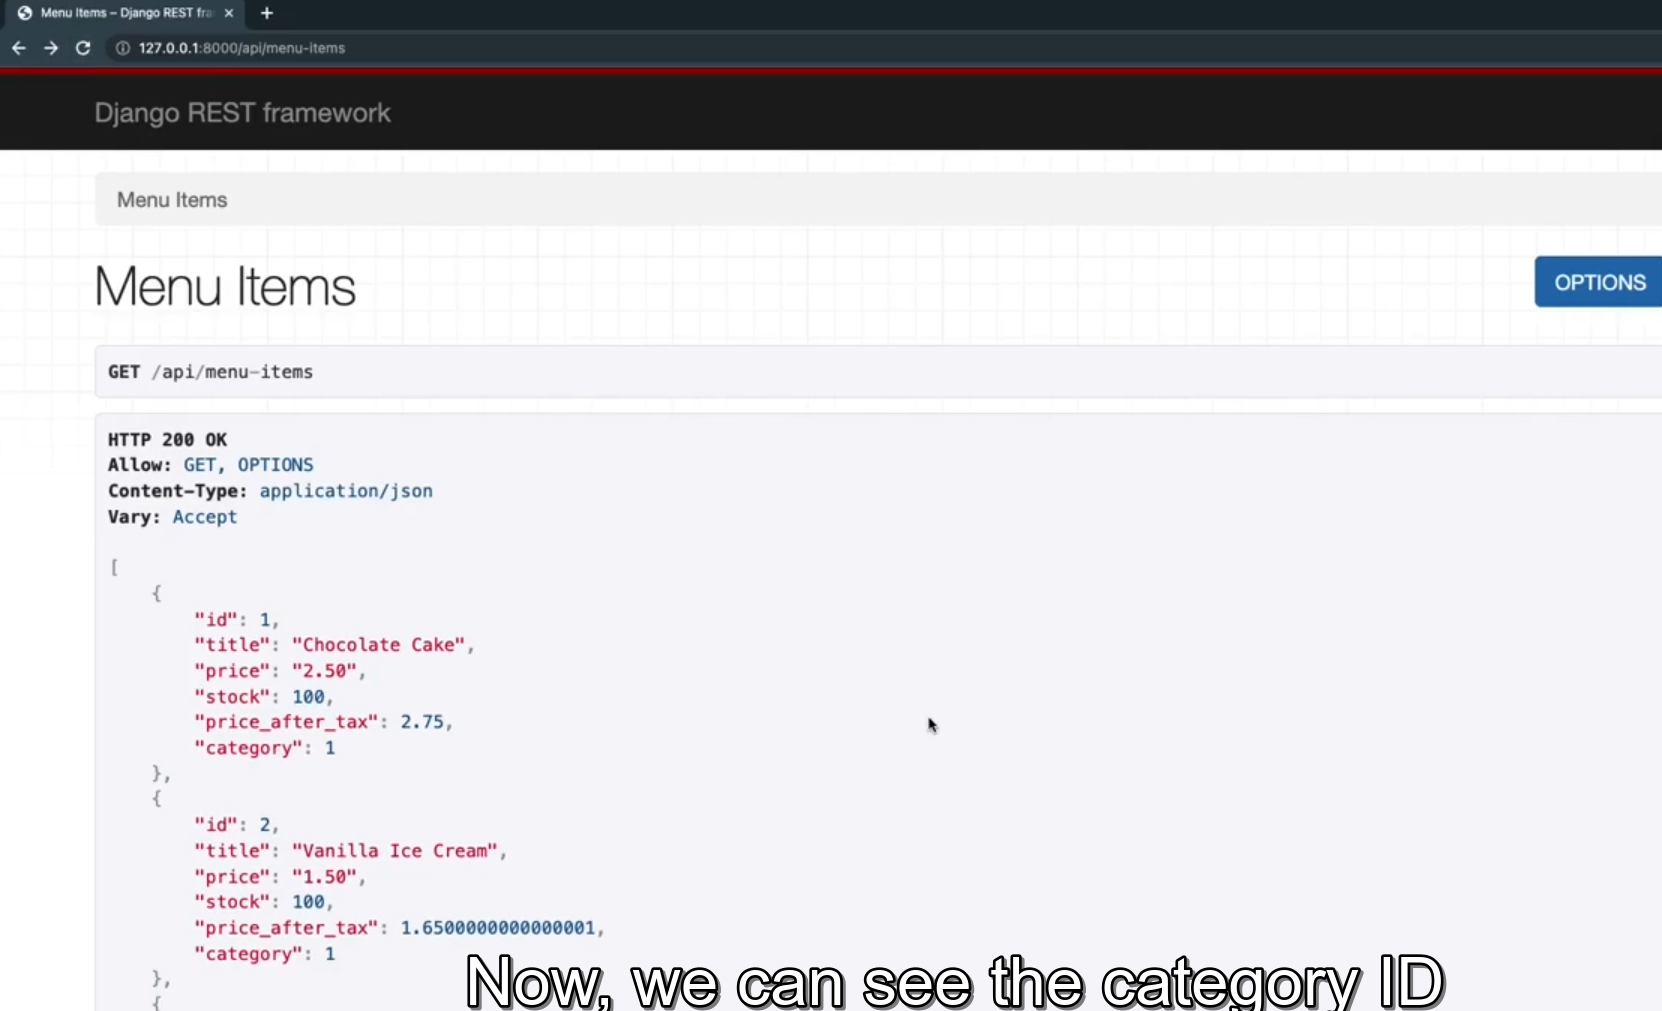 Menu Items – Django REST fra
127.0.0.1:8000/api/menu-items
Django REST framework
Menu Items
Menu Items
OPTIONS
GET /api/menu-items
HTTP 200 OK
Allow: GET, OPTIONS
Content-Type: application/json
Vary: Accept
[
{
"id": 1,
"title": "Chocolate Cake",
"price": "2.50",
"stock": 100,
"price_after_tax": 2.75,
"category": 1
},
{
"id": 2,
"title": "Vanilla Ice Cream",
"price": "1.50",
"stock": 100,
"price_after_tax": 1.6500000000000001,
"category": 1
},
{
Now, we can see the category ID